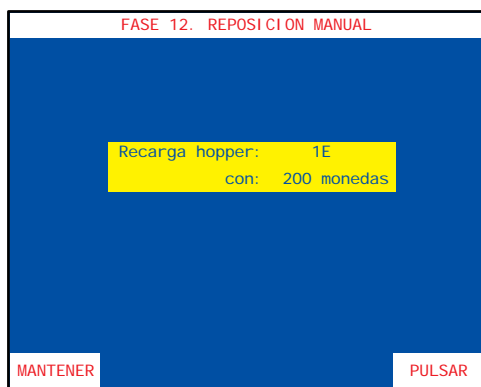 FASE 12. REPOSICION MANUAL
Recarga hopper: 1E
con: 200 monedas
MANTENER PULSAR